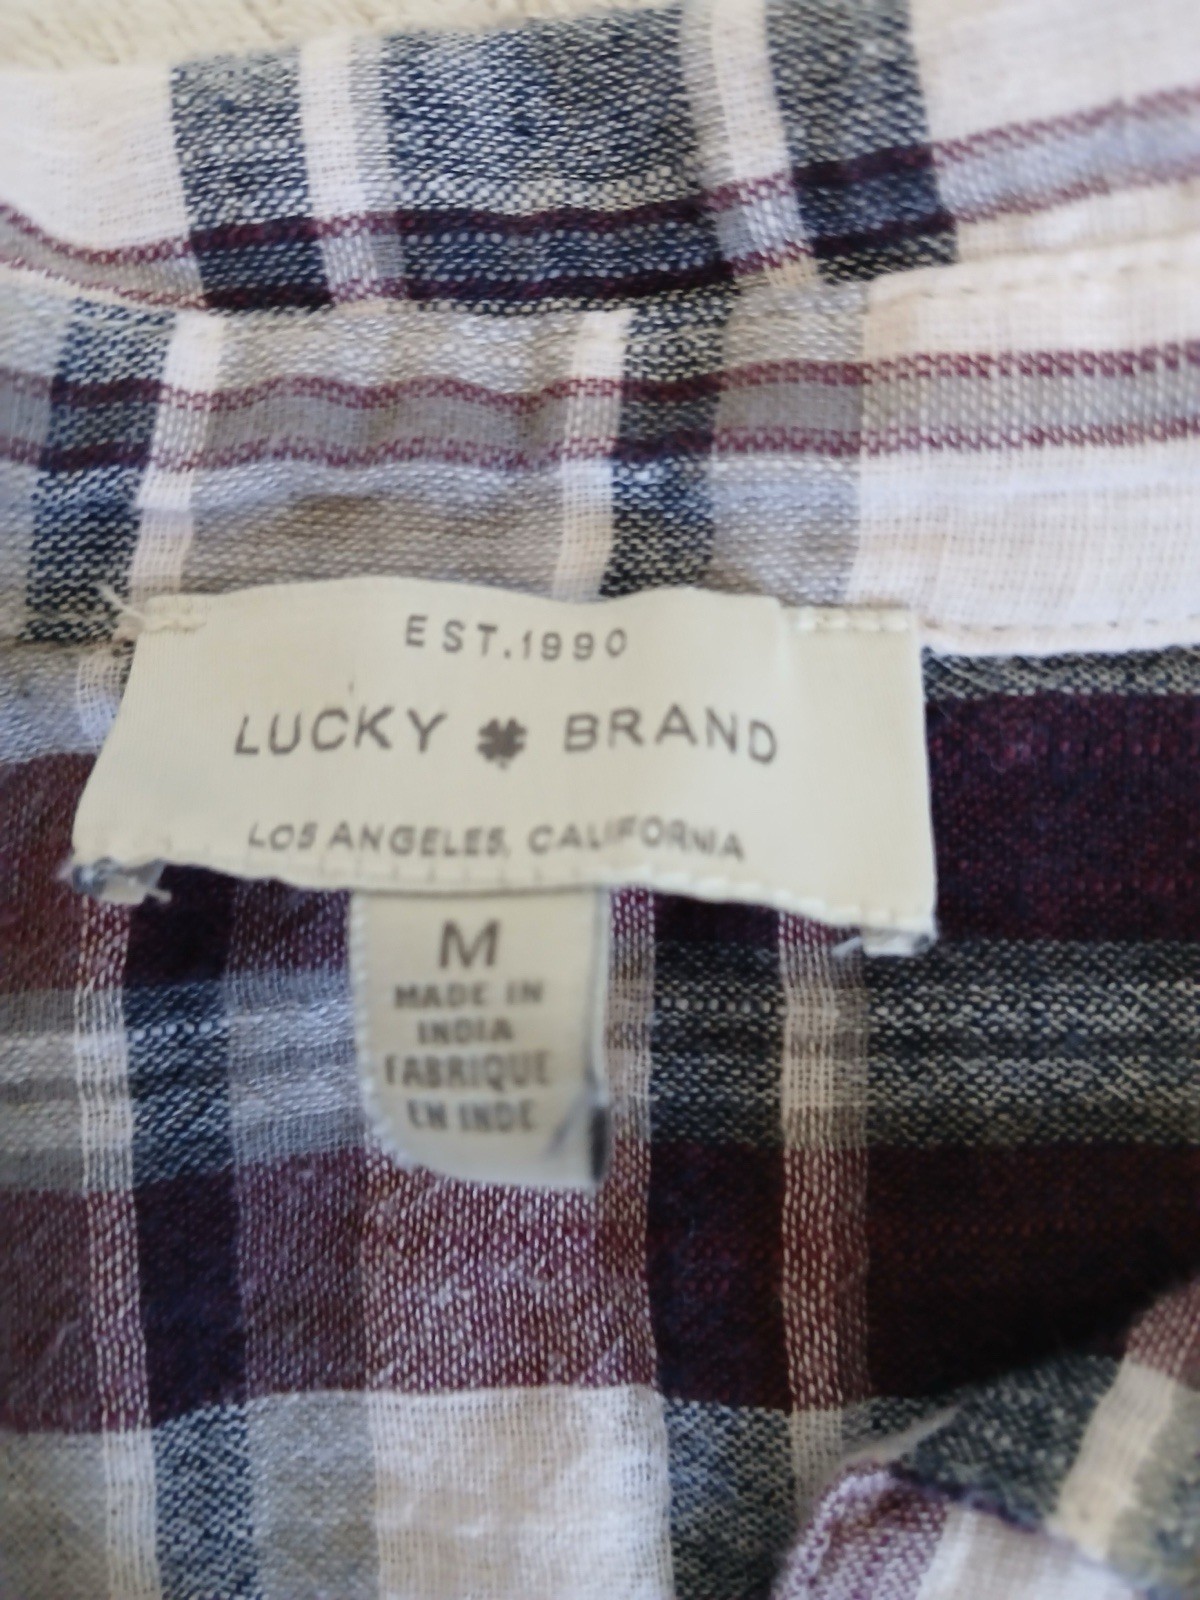 EST.1990
LUCKY BRAND
LOS ANGELES, CALIFORNIA
M
MADE IN
INDIA
FABRIQUE
EN INDE